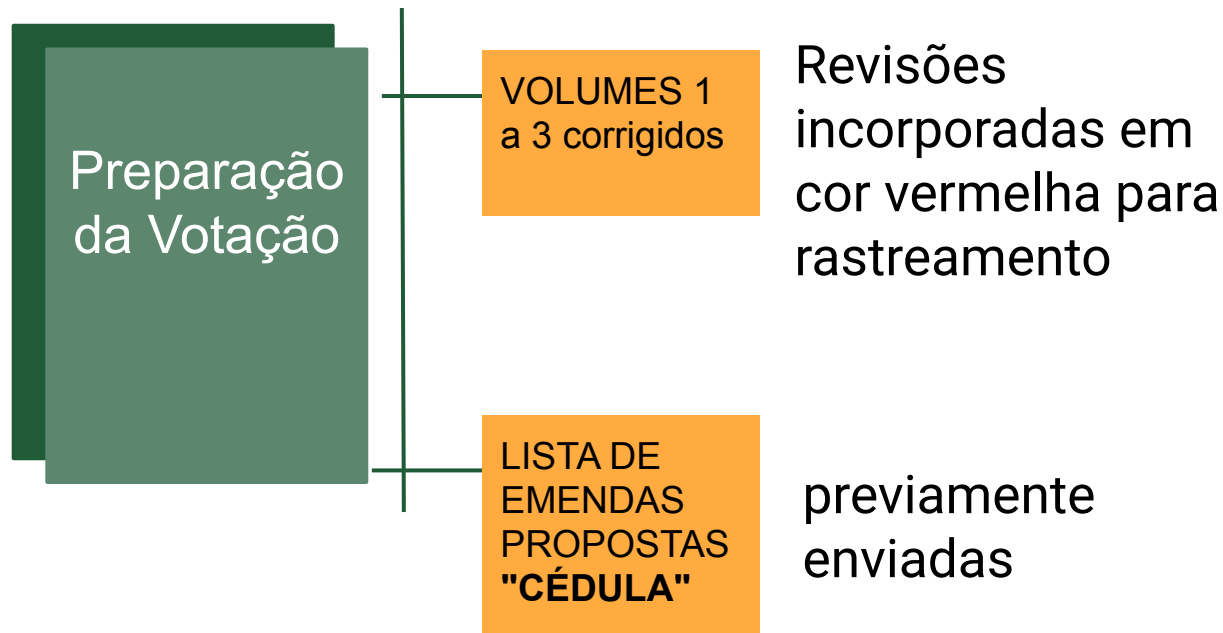 Preparação
da Votação
VOLUMES 1
a 3 corrigidos
Revisões
incorporadas em
cor vermelha para
rastreamento
LISTA DE
EMENDAS
PROPOSTAS
"CÉDULA"
previamente
enviadas